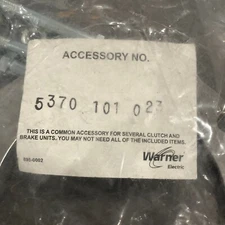 ACCESSORY NO.
5370 101 023
THIS IS A COMMON ACCESSORY FOR SEVERAL CLUTCH AND
BRAKE UNITS. YOU MAY NOT NEED ALL OF THE INCLUDED ITEMS.
Warner
Electric